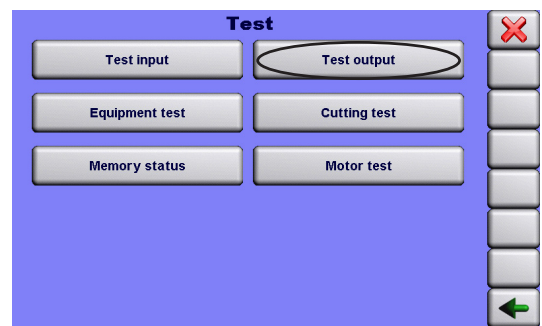 Test
Test input
Test output
Equipment test
Cutting test
Memory status
Motor test